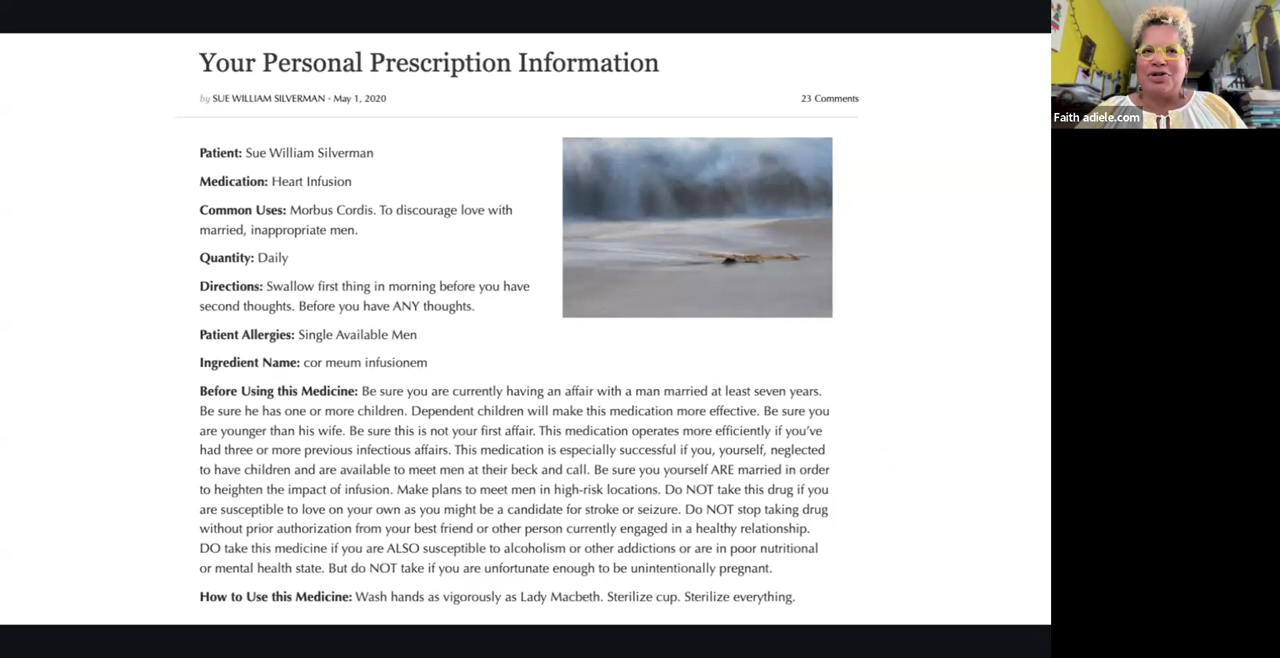 Your Personal Prescription Information
by SUE WILLIAM SILVERMAN • May 1, 2020
23 Comments
Patient: Sue William Silverman
Medication: Heart Infusion
Common Uses: Morbus Cordis. To discourage love with
married, inappropriate men.
Quantity: Daily
Directions: Swallow first thing in morning before you have
second thoughts. Before you have ANY thoughts.
Patient Allergies: Single Available Men
Ingredient Name: cor meum infusionem
Before Using this Medicine: Be sure you are currently having an affair with a man married at least seven years.
Be sure he has one or more children. Dependent children will make this medication more effective. Be sure you
are younger than his wife. Be sure this is not your first affair. This medication operates more efficiently if you've
had three or more previous infectious affairs. This medication is especially successful if you, yourself, neglected
to have children and are available to meet men at their beck and call. Be sure you yourself ARE married in order
to heighten the impact of infusion. Make plans to meet men in high-risk locations. Do NOT take this drug if you
are susceptible to love on your own as you might be a candidate for stroke or seizure. Do NOT stop taking drug
without prior authorization from your best friend or other person currently engaged in a healthy relationship.
DO take this medicine if you are ALSO susceptible to alcoholism or other addictions or are in poor nutritional
or mental health state. But do NOT take if you are unfortunate enough to be unintentionally pregnant.
How to Use this Medicine: Wash hands as vigorously as Lady Macbeth. Sterilize cup. Sterilize everything.
Faith adiele.com